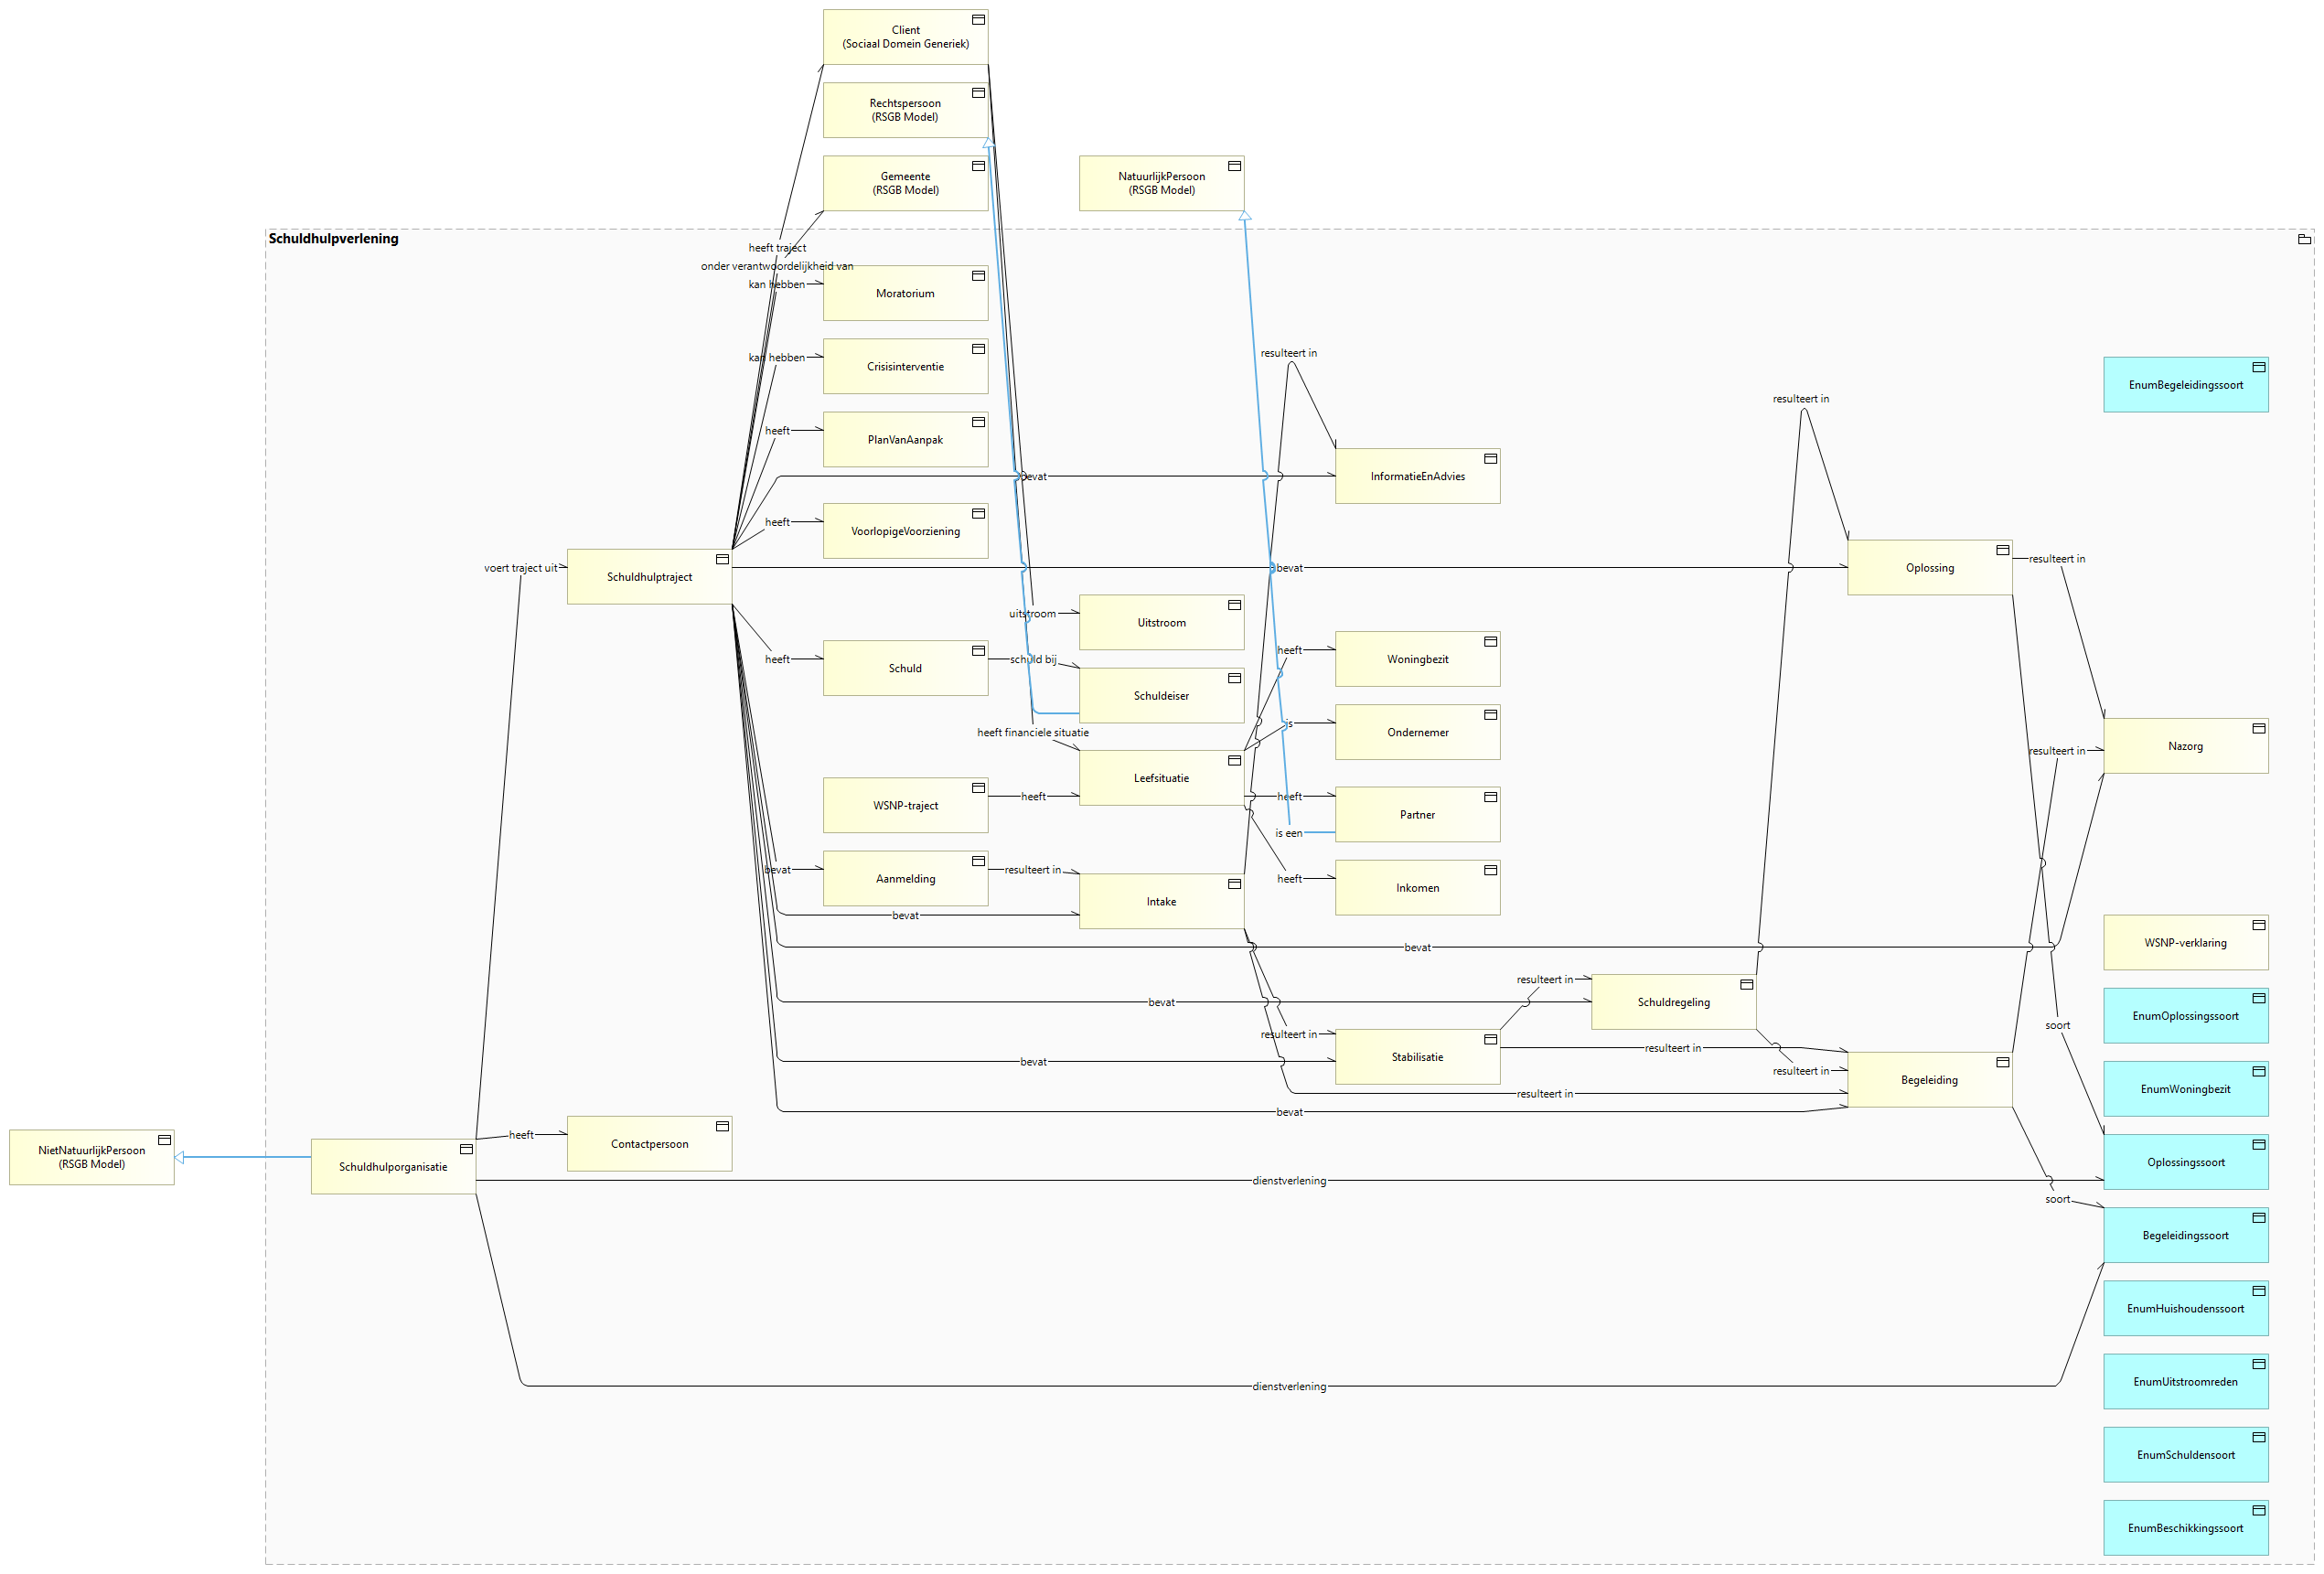 Client
(Sociaal Domein Generiek)
Rechtspersoon
(RSGB Model)
Gemeente
(RSGB Model)
NatuurlijkPersoon
(RSGB Model)
Schuldhulpverlening
heeft traject
onder verantwoordelijkheid van
kan hebben
Moratorium
kan hebben
Crisisinterventie
resulteert in
EnumBegeleidingssoort
resulteert in
heeft
PlanVanAanpak
bevat
InformatieEnAdvies
heeft
VoorlopigeVoorziening
voert traject uit
Schuldhulptraject
bevat
Oplossing
resulteert in
uitstroom
Uitstroom
heeft
Schuld
schuld bij
Schuldeiser
heeft
Woningbezit
is
Ondernemer
heeft financiele situatie
Leefsituatie
resulteert in
Nazorg
WSNP-traject
heeft
heeft
Partner
is een
bevat
Aanmelding
resulteert in
Intake
heeft
Inkomen
bevat
bevat
WSNP-verklaring
resulteert in
bevat
Schuldregeling
EnumOplossingssoort
resulteert in
soort
Stabilisatie
bevat
resulteert in
resulteert in
Begeleiding
EnumWoningbezit
resulteert in
bevat
heeft
Contactpersoon
NietNatuurlijkPersoon
(RSGB Model)
Schuldhulporganisatie
Oplossingssoort
dienstverlening
soort
Begeleidingssoort
EnumHuishoudenssoort
EnumUitstroomreden
dienstverlening
EnumSchuldensoort
EnumBeschikkingssoort